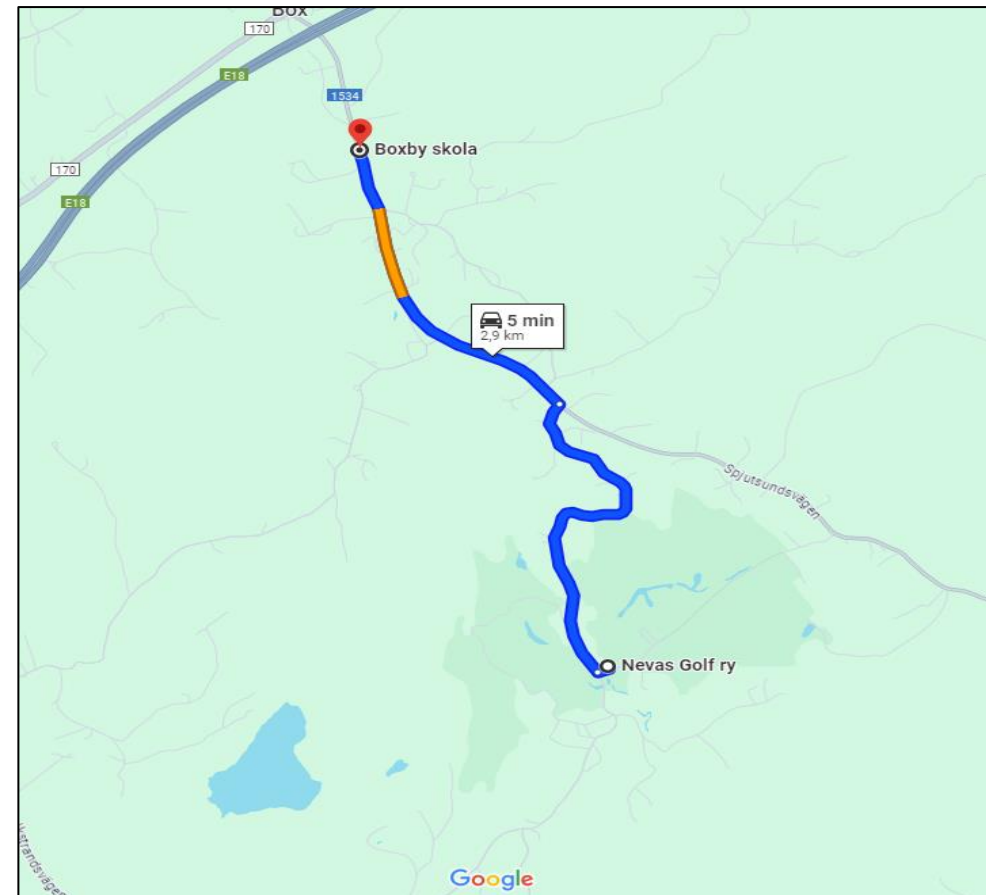 Box
170
E18
1534
Boxby skola
170
E18
5 min
2,9 km
Spjutsundsvägen
Nevas Golf ry
Google